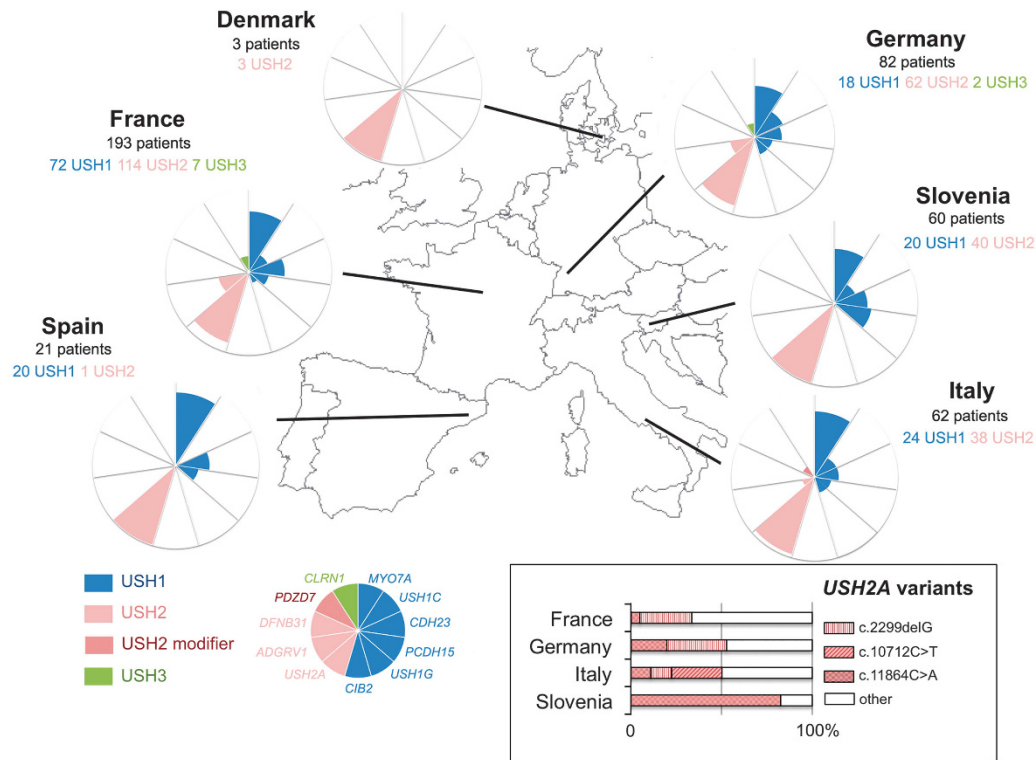 Denmark
3 patients
3 USH2
Germany
82 patients
18 USH1 62 USH2 2 USH3
France
193 patients
72 USH1 114 USH2 7 USH3
Slovenia
60 patients
20 USH1 40 USH2
Spain
21 patients
20 USH1 1 USH2
Italy
62 patients
24 USH1 38 USH2
USH1
USH2
USH2 modifier
USH3
CLRN1
MYO7A
PDZD7
USH1C
DFNB31
CDH23
ADGRV1
PCDH15
USH2A
USH1G
CIB2
USH2A variants
France
Germany
Italy
Slovenia
0
100%
c.2299delG
c.10712C>T
c.11864C>A
other